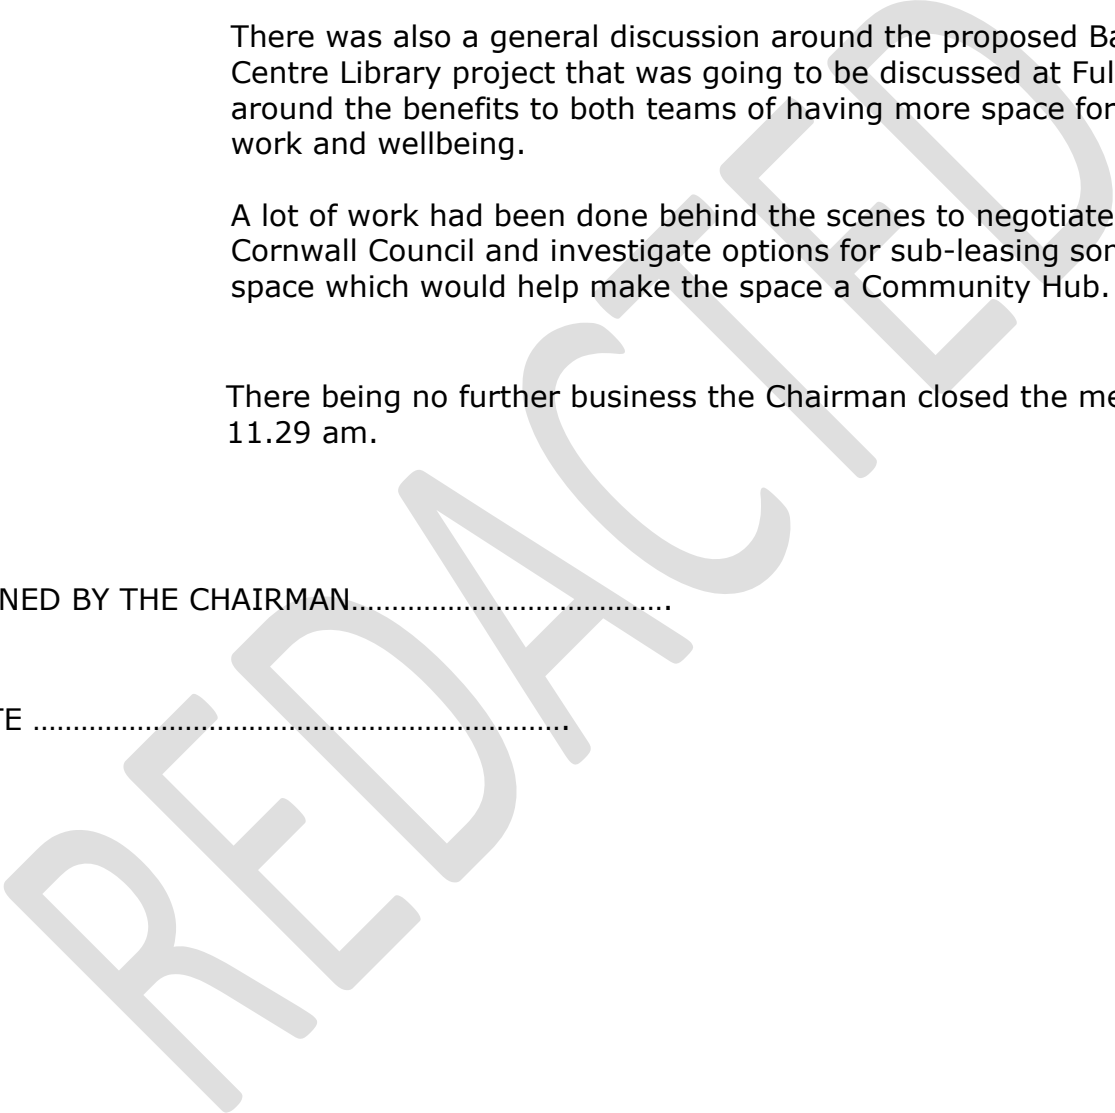 There was also a general discussion around the proposed Ba
Centre Library project that was going to be discussed at Ful
around the benefits to both teams of having more space for
work and wellbeing.
A lot of work had been done behind the scenes to negotiate
Cornwall Council and investigate options for sub-leasing sor
space which would help make the space a Community Hub.
There being no further business the Chairman closed the me
11.29 am.
NED BY THE CHAIRMAN………………………………….
TE ………………………………………………………….
REDACTED